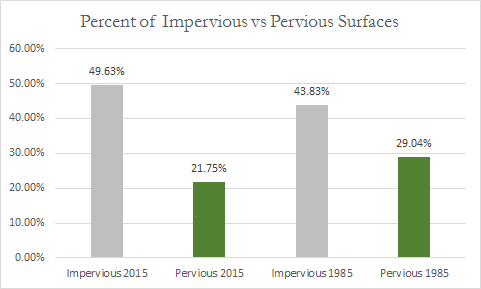 Percent of Impervious vs Pervious Surfaces
60.00%
50.00%
40.00%
30.00%
20.00%
10.00%
0.00%
49.63%
21.75%
43.83%
29.04%
Impervious 2015
Pervious 2015
Impervious 1985
Pervious 1985